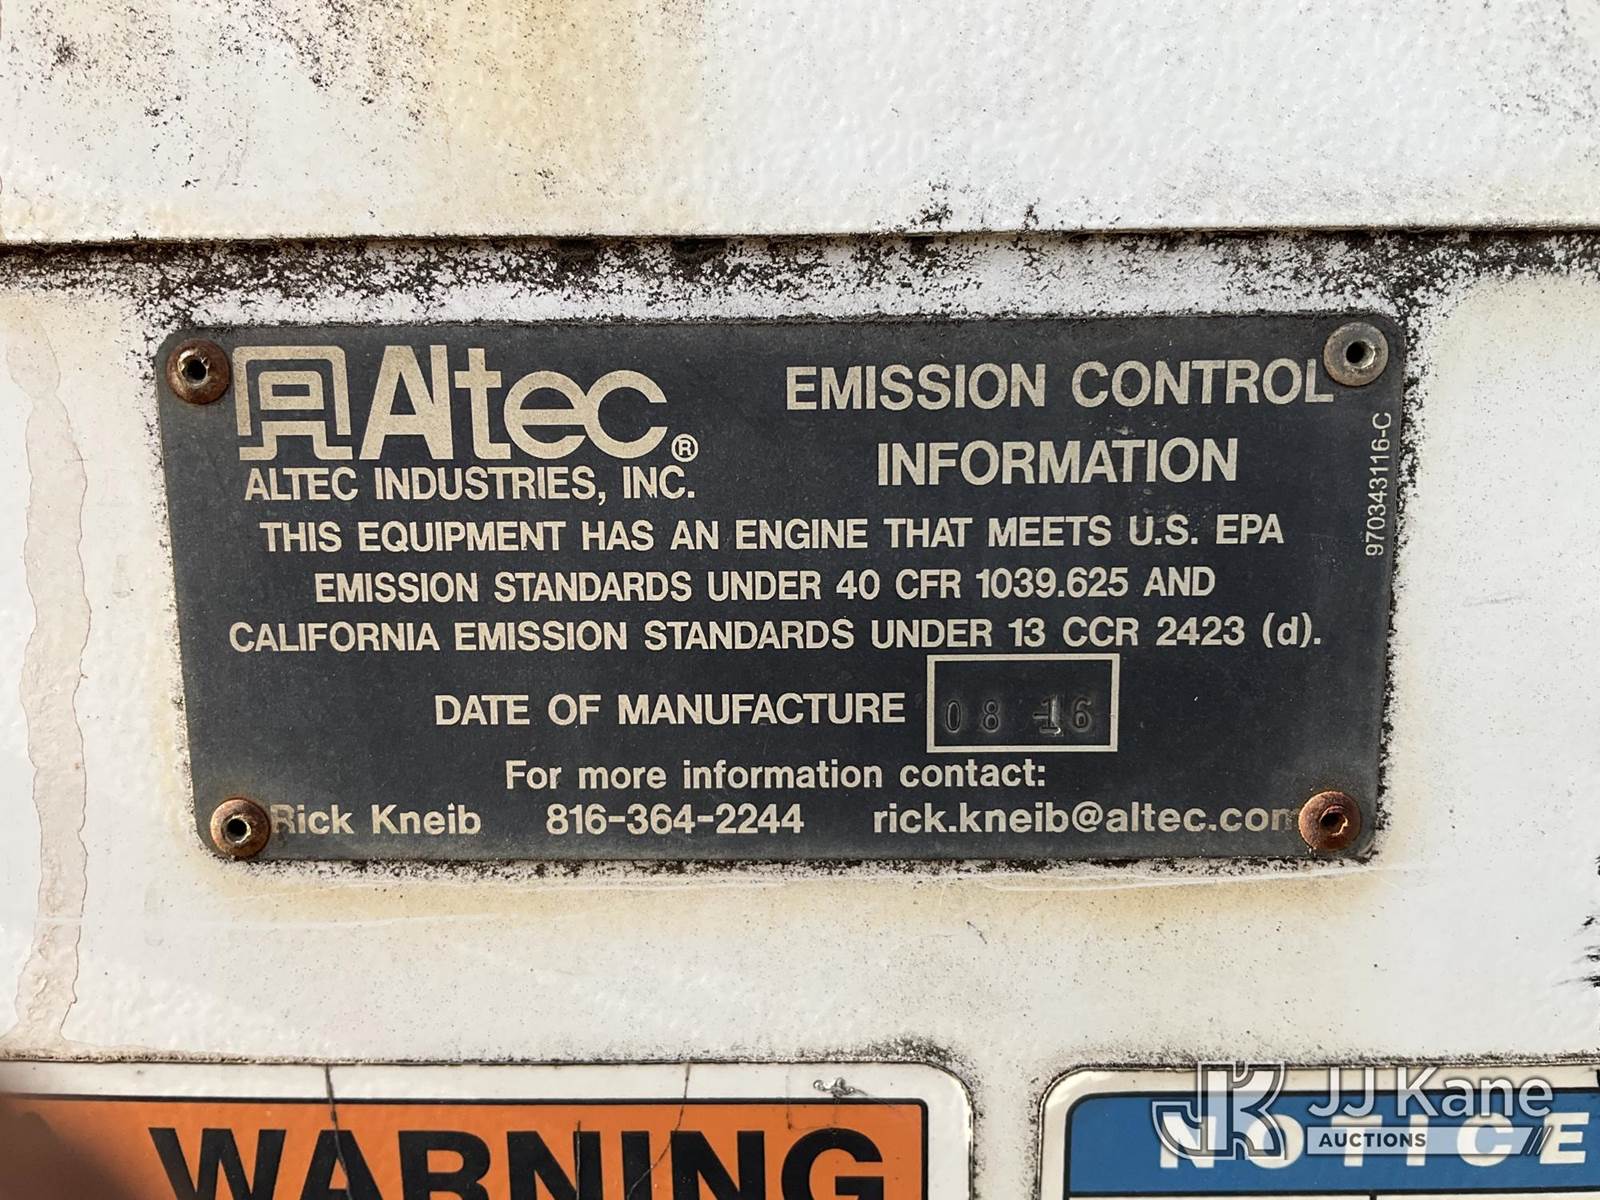 Altec®
ALTEC INDUSTRIES, INC.
EMISSION CONTROL
INFORMATION
970343116-C
THIS EQUIPMENT HAS AN ENGINE THAT MEETS U.S. EPA
EMISSION STANDARDS UNDER 40 CFR 1039.625 AND
CALIFORNIA EMISSION STANDARDS UNDER 13 CCR 2423 (d).
DATE OF MANUFACTURE 08 -16
For more information contact:
Rick Kneib 816-364-2244 rick.kneib@altec.com
WARNING
NOTICE
JK JJ Kane
AUCTIONS